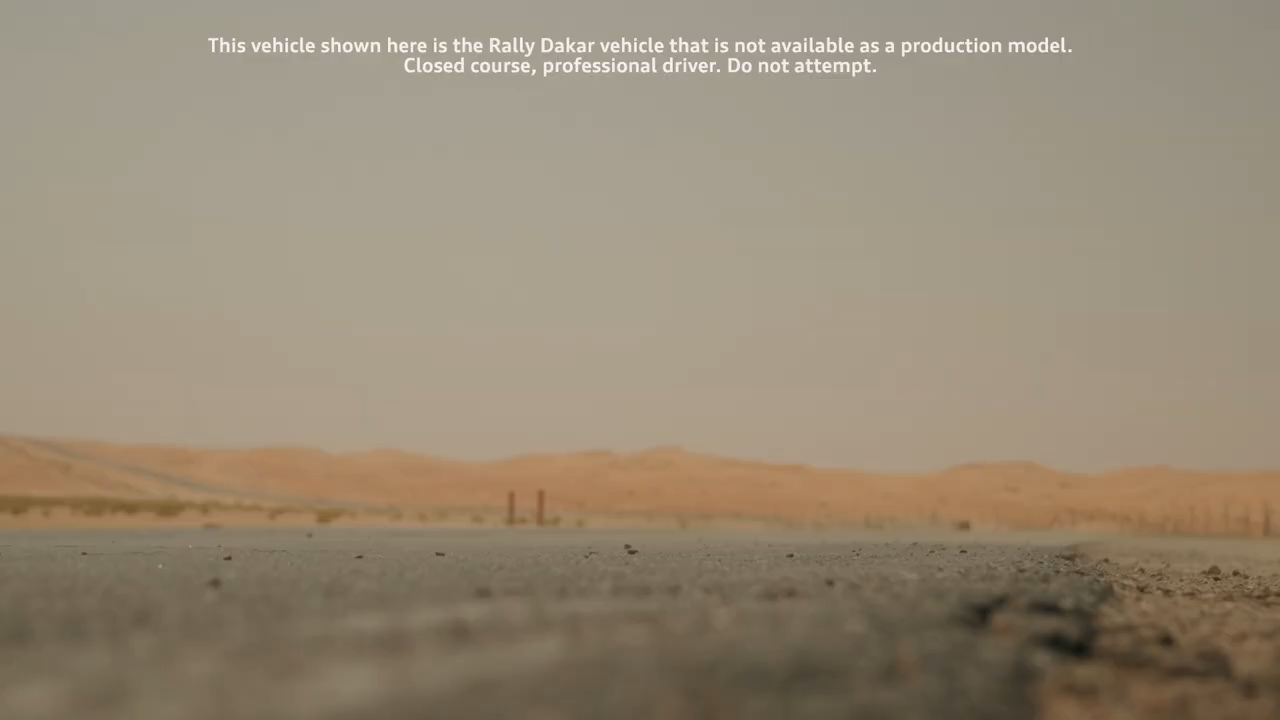 This vehicle shown here is the Rally Dakar vehicle that is not available as a production model.
Closed course, professional driver. Do not attempt.